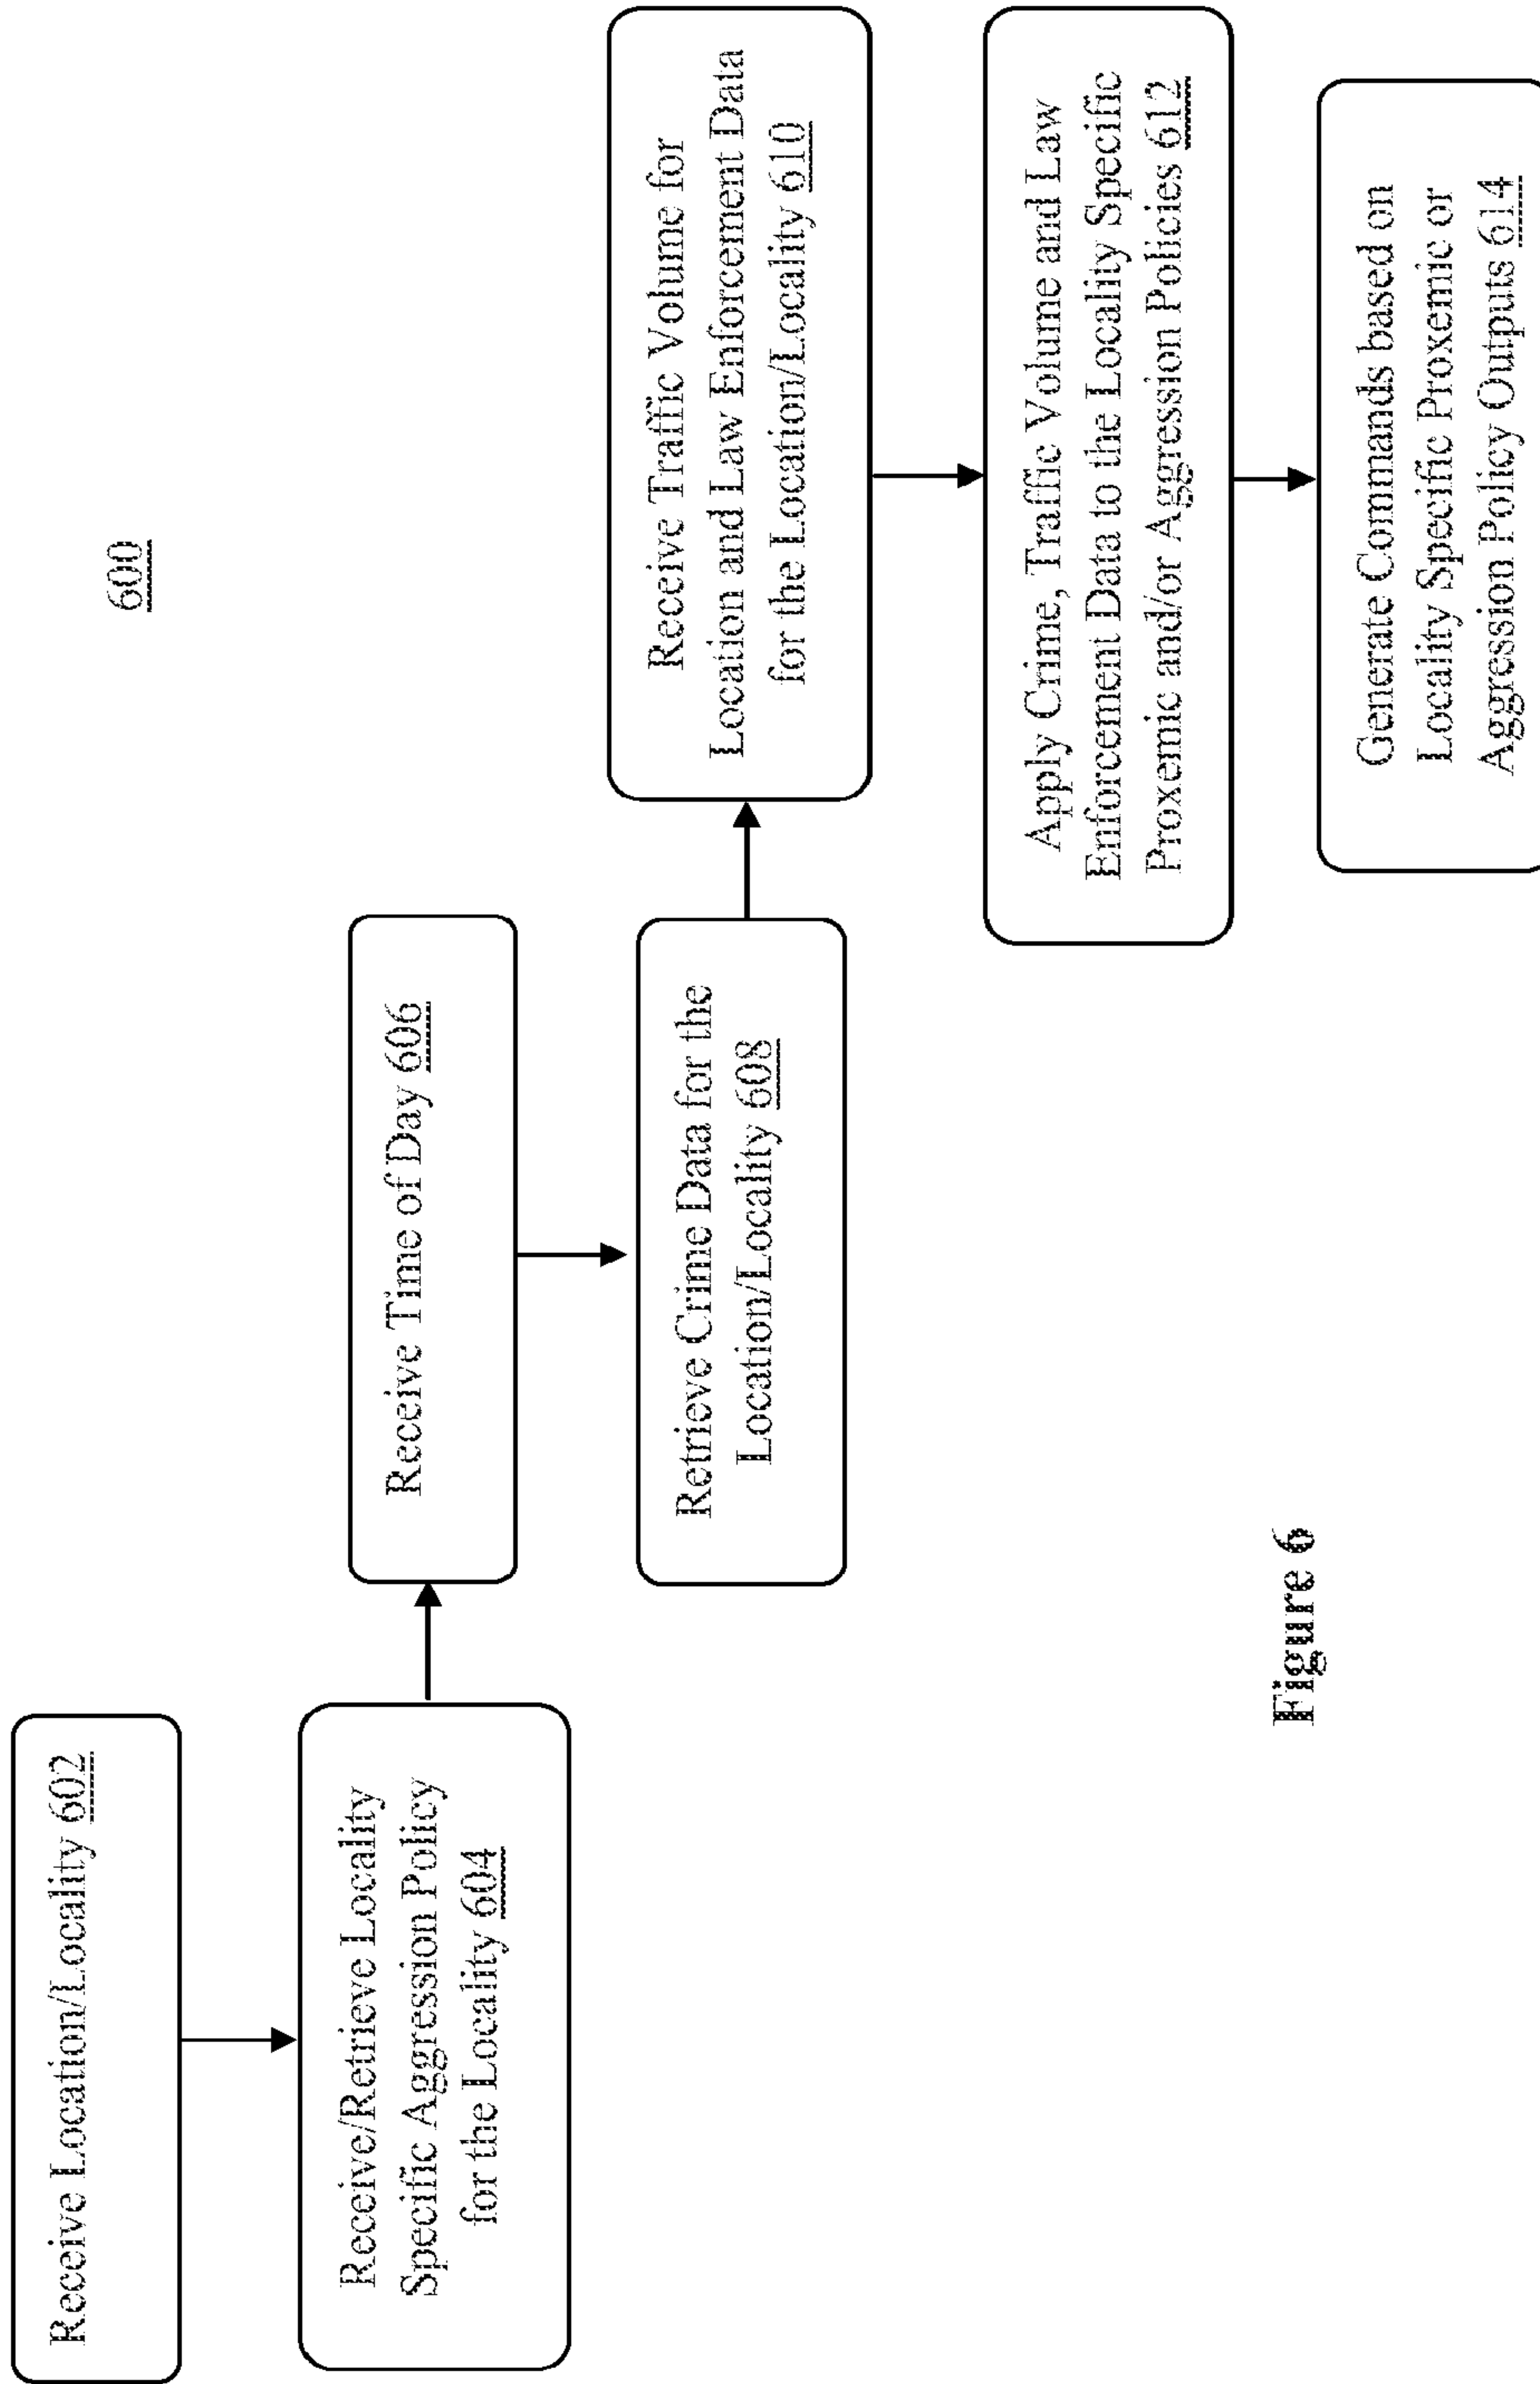 600
Receive Location/Locality 602
Receive/Retrieve Locality
Specific Aggression Policy
for the Locality 604
Receive Time of Day 606
Retrieve Crime Data for the
Location/Locality 608
Receive Traffic Volume for
Location and Law Enforcement Data
for the Location/Locality 610
Apply Crime, Traffic Volume and Law
Enforcement Data to the Locality Specific
Proxemic and/or Aggression Policies 612
Generate Commands based on
Locality Specific Proxemic or
Aggression Policy Outputs 614
Figure 6